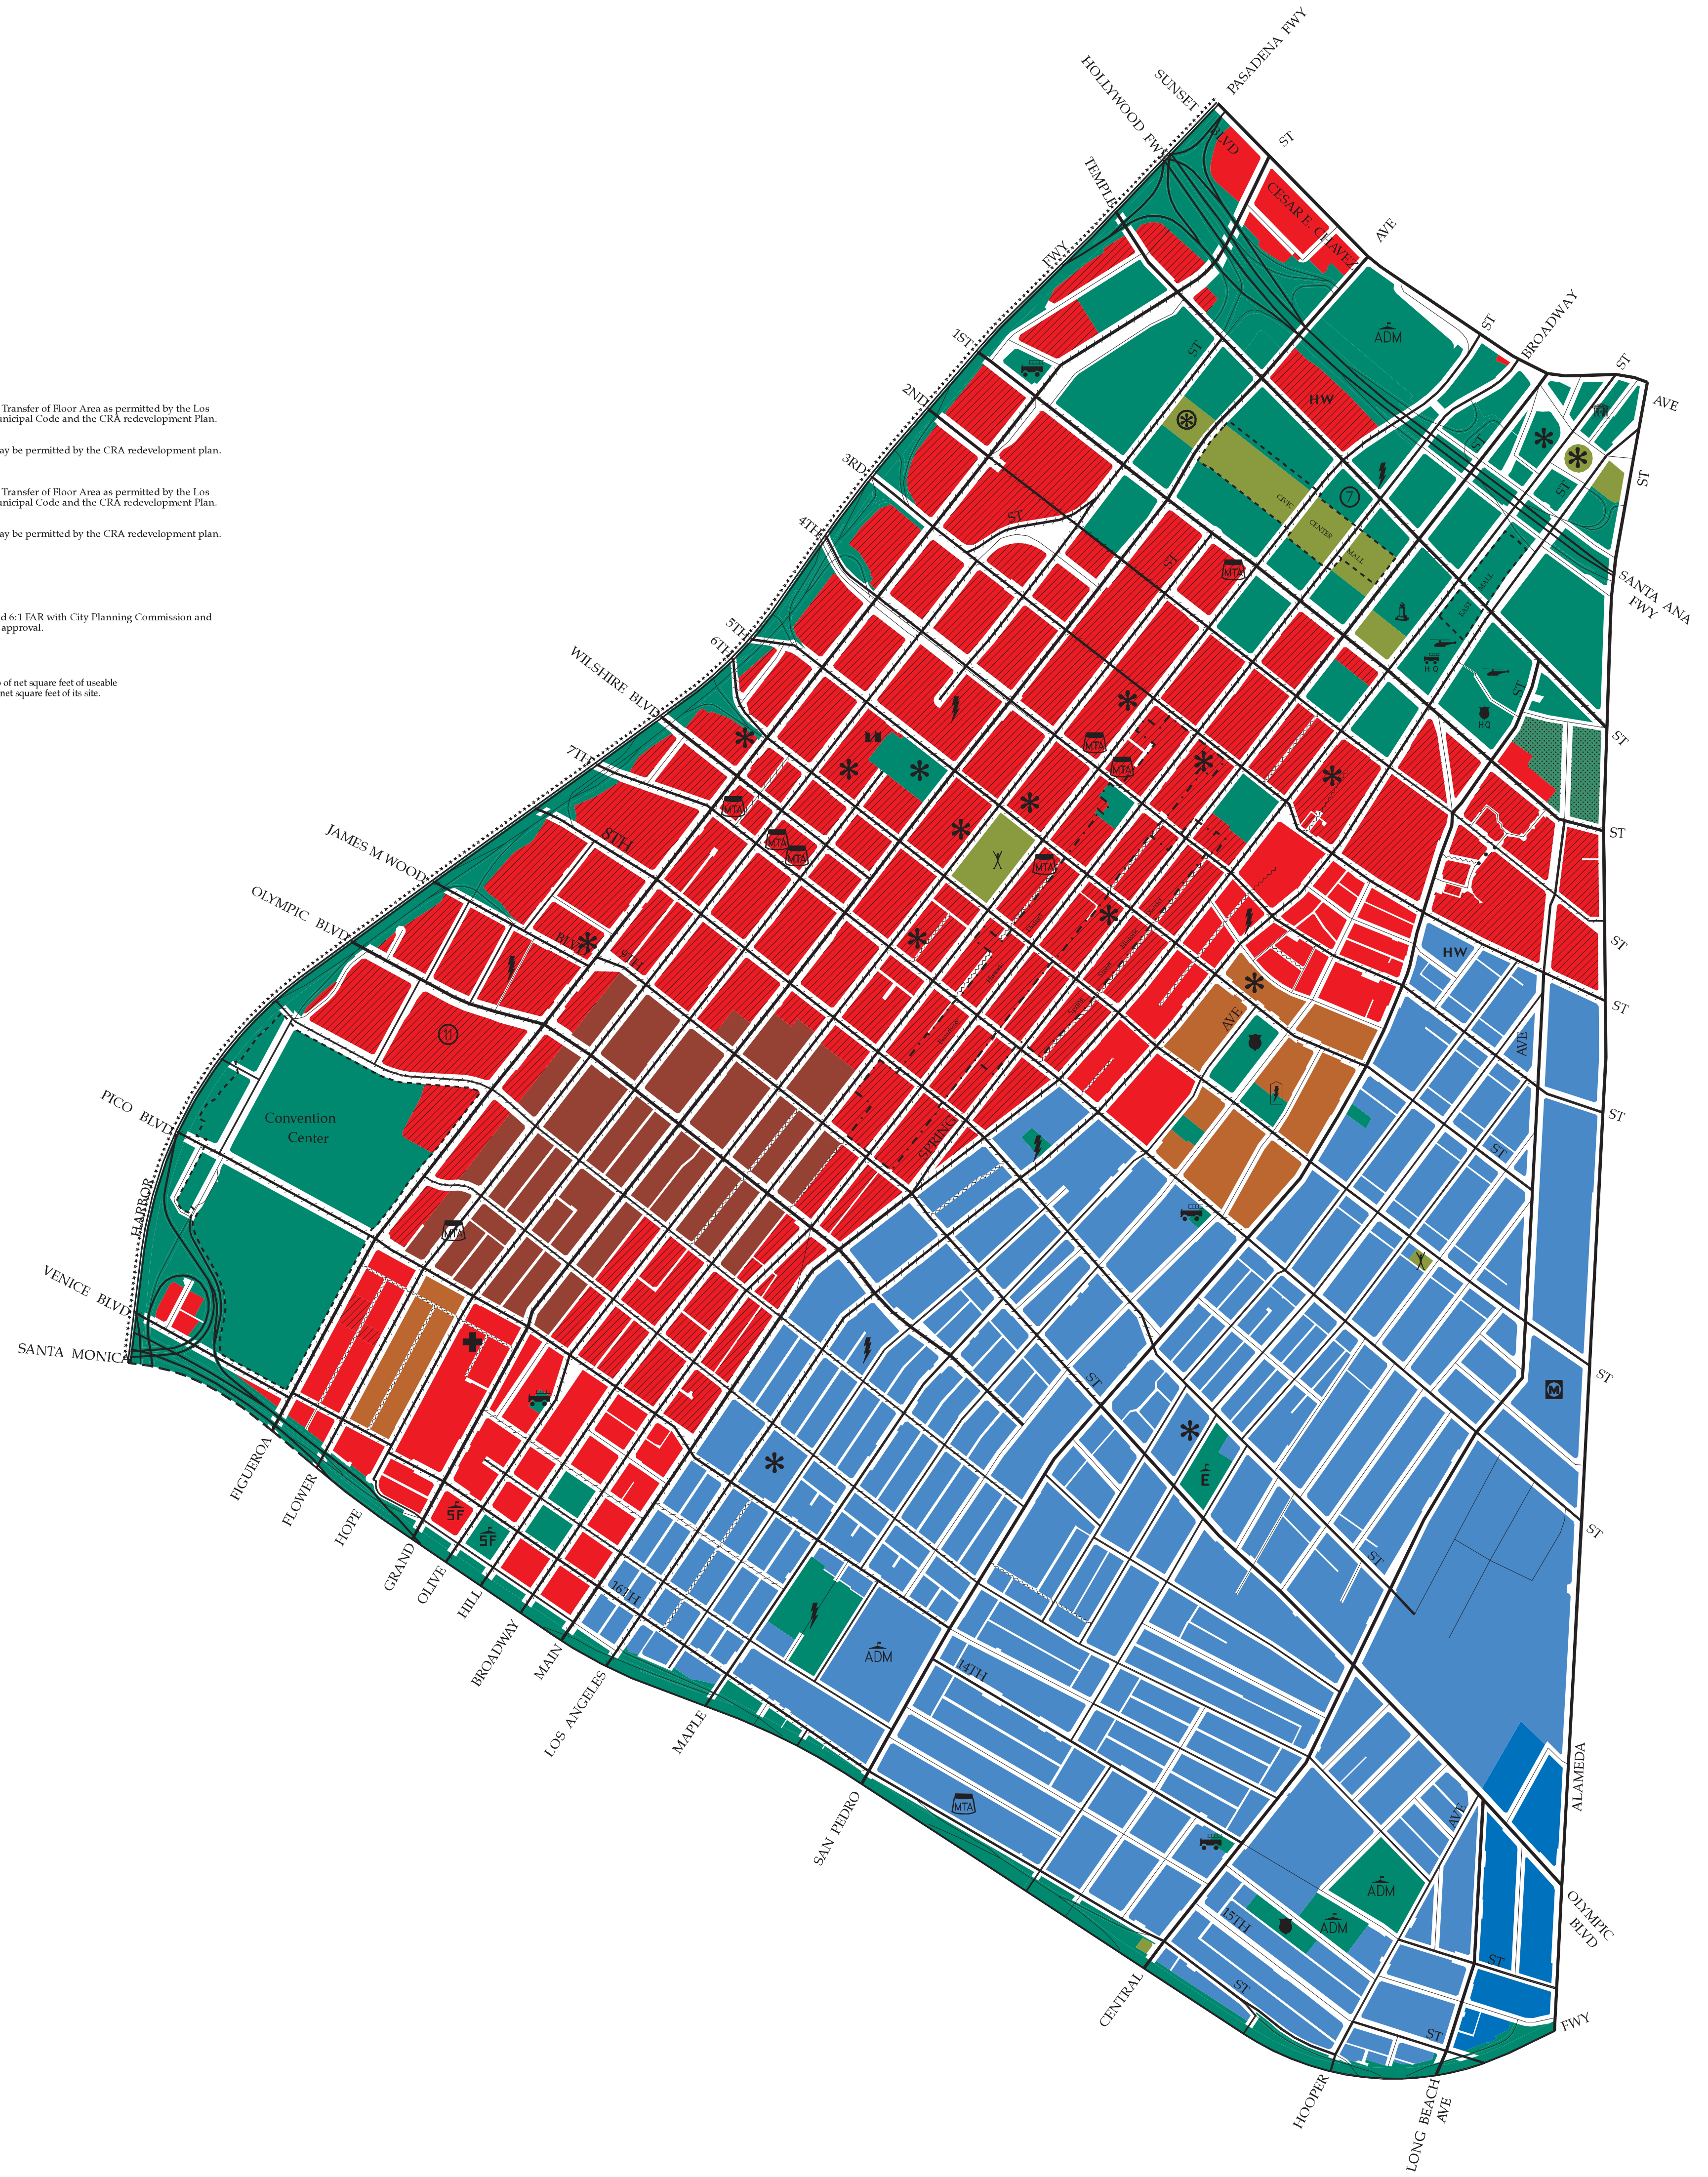 PASADENA FWY
SUNSET
BLVD
HOLLYWOOD FWY
ST
CESAR E. CHAVEZ
AVE
TEMPLE
FWY
ADM
ST
BROADWAY
ST
AVE
1ST
2ND
3RD
4TH
5TH
6TH
WILSHIRE BLVD
7TH
8TH
JAMES M WOOD
BLVD
9TH
OLYMPIC BLVD
PICO BLVD
HARBOR
VENICE BLVD
SANTA MONICA
ST
HW
7
ST
ST
ST
CIVIC
CENTER
MALL
EAST
MALL
SANTA ANA
FWY
ST
ST
MTA
HQ
HQ
ST
ST
MTA
MTA
MTA
MTA
MTA
MTA
ST
ST
HW
ST
AVE
AVE
ST
11
Convention
Center
SPRING
ST
MTA
ST
ST
M
ST
E
ST
SF
SF
16TH
ADM
14TH
MTA
AVE
ADM
ADM
15TH
ST
ST
ST
FIGUEROA
FLOWER
HOPE
GRAND
OLIVE
HILL
BROADWAY
MAIN
LOS ANGELES
MAPLE
SAN PEDRO
CENTRAL
HOOPER
LONG BEACH
AVE
ALAMEDA
OLYMPIC
BLVD
FWY
Transfer of Floor Area as permitted by the Los
unicipal Code and the CRA redevelopment Plan.
ay be permitted by the CRA redevelopment plan.
Transfer of Floor Area as permitted by the Los
unicipal Code and the CRA redevelopment Plan.
ay be permitted by the CRA redevelopment plan.
d 6:1 FAR with City Planning Commission and
approval.
of net square feet of useable
net square feet of its site.